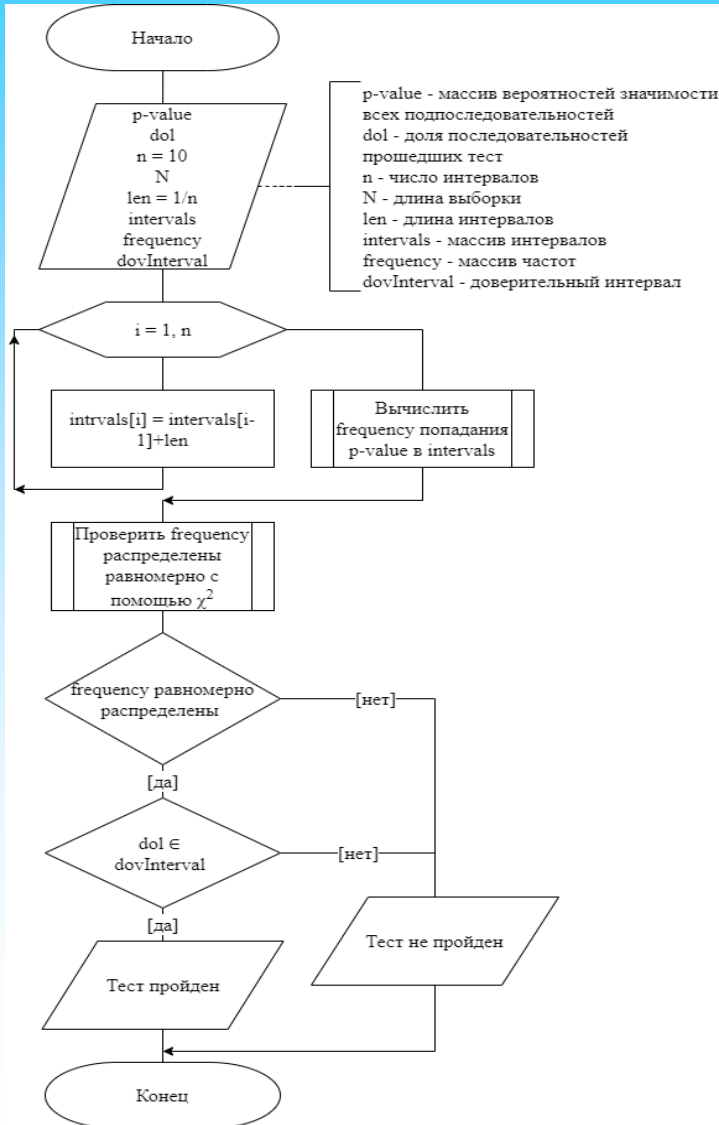 Начало
p-value
dol
n = 10
N
len = 1/n
intervals
frequency
dovInterval
p-value - массив вероятностей значимости
всех подпоследовательностей
dol - доля последовательностей
прошедших тест
n - число интервалов
N - длина выборки
len - длина интервалов
intervals - массив интервалов
frequency - массив частот
dovInterval - доверительный интервал
i = 1, n
intrvals[i] = intervals[i-
1]+len
Вычислить
frequency попадания
p-value в intervals
Проверить frequency
распределены
равномерно с
помощью χ²
frequency равномерно
распределены
[нет]
[да]
dol ∈
dovInterval
[нет]
[да]
Тест не пройден
Тест пройден
Конец